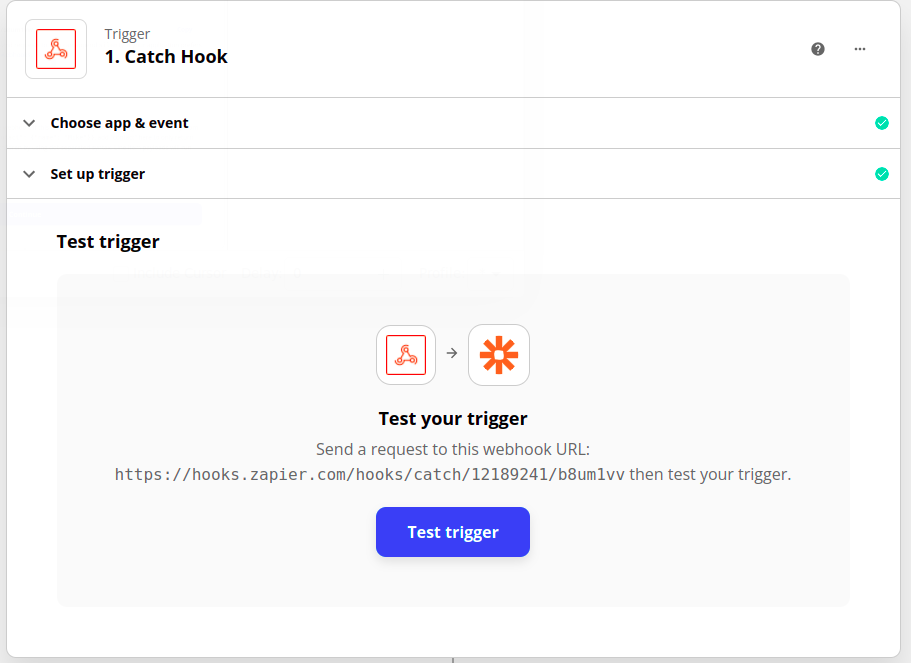 Trigger
1. Catch Hook
Choose app & event
Set up trigger
Test trigger
Test your trigger
Send a request to this webhook URL:
https://hooks.zapier.com/hooks/catch/12189241/b8um1vv then test your trigger.
Test trigger